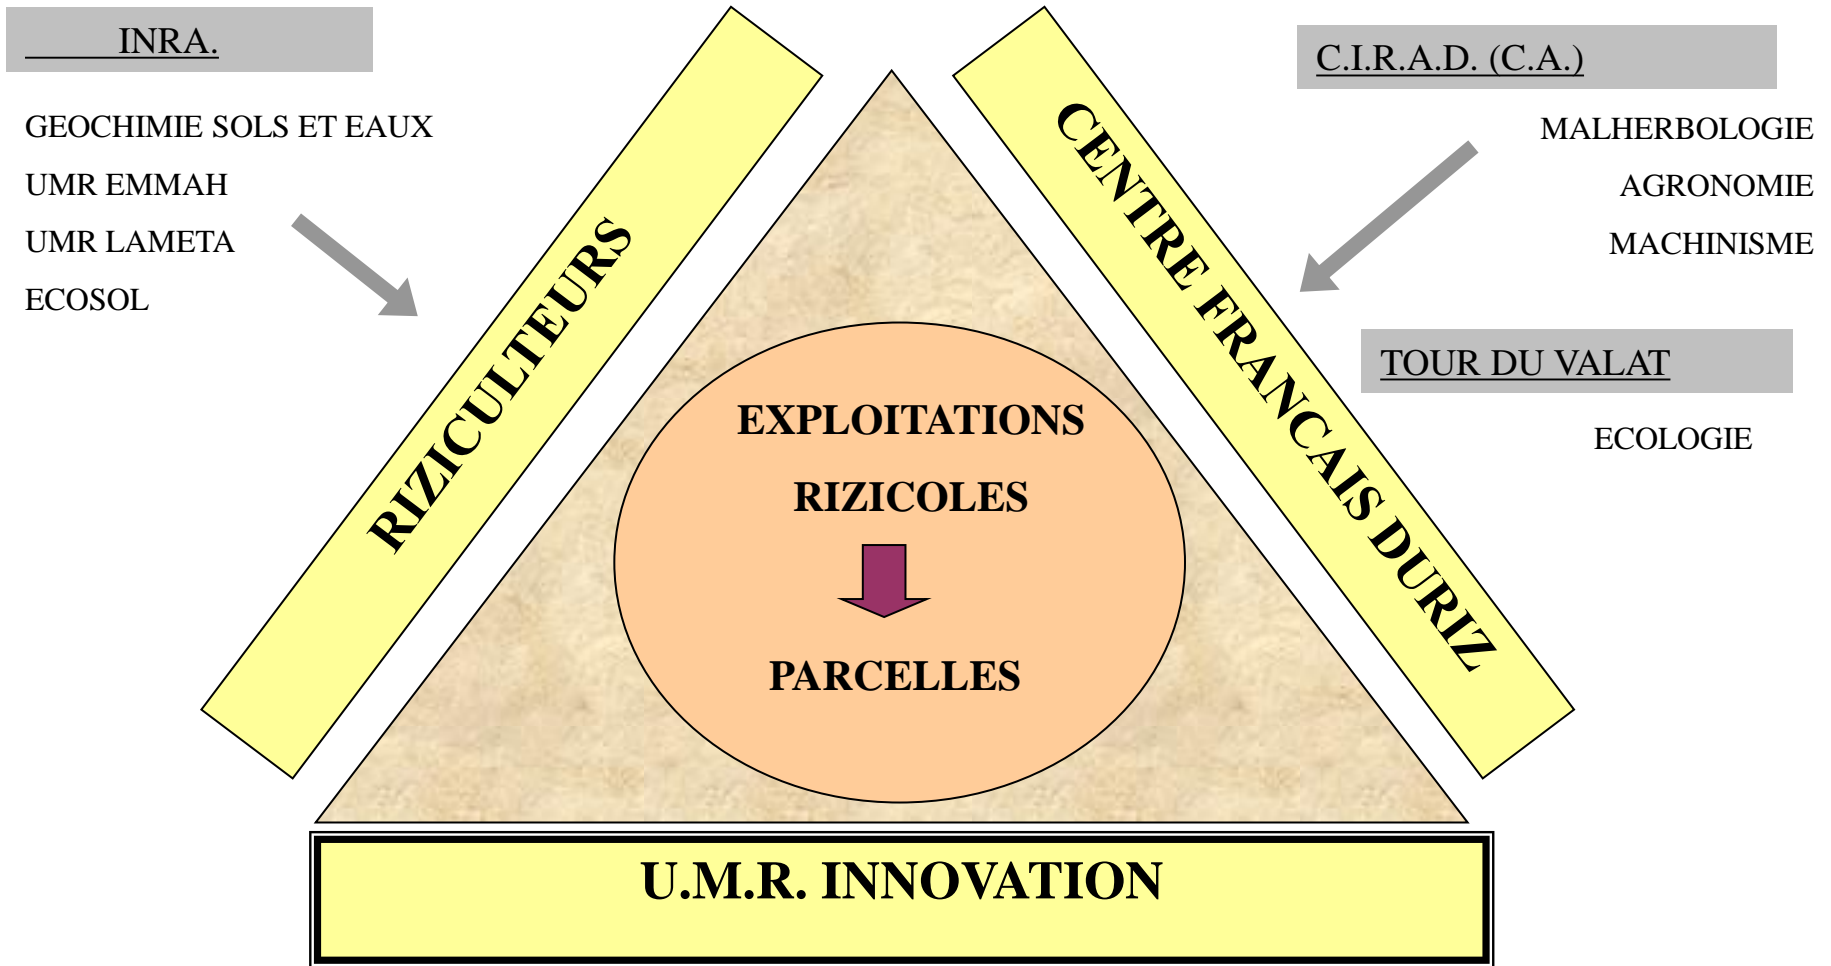 INRA.
GEOCHIMIE SOLS ET EAUX
UMR EMMAH
UMR LAMETA
ECOSOL
RIZICULTEURS
CENTRE FRANCAIS DURIZ
C.I.R.A.D. (C.A.)
MALHERBOLOGIE
AGRONOMIE
MACHINISME
TOUR DU VALAT
ECOLOGIE
EXPLOITATIONS
RIZICOLES
PARCELLES
U.M.R. INNOVATION